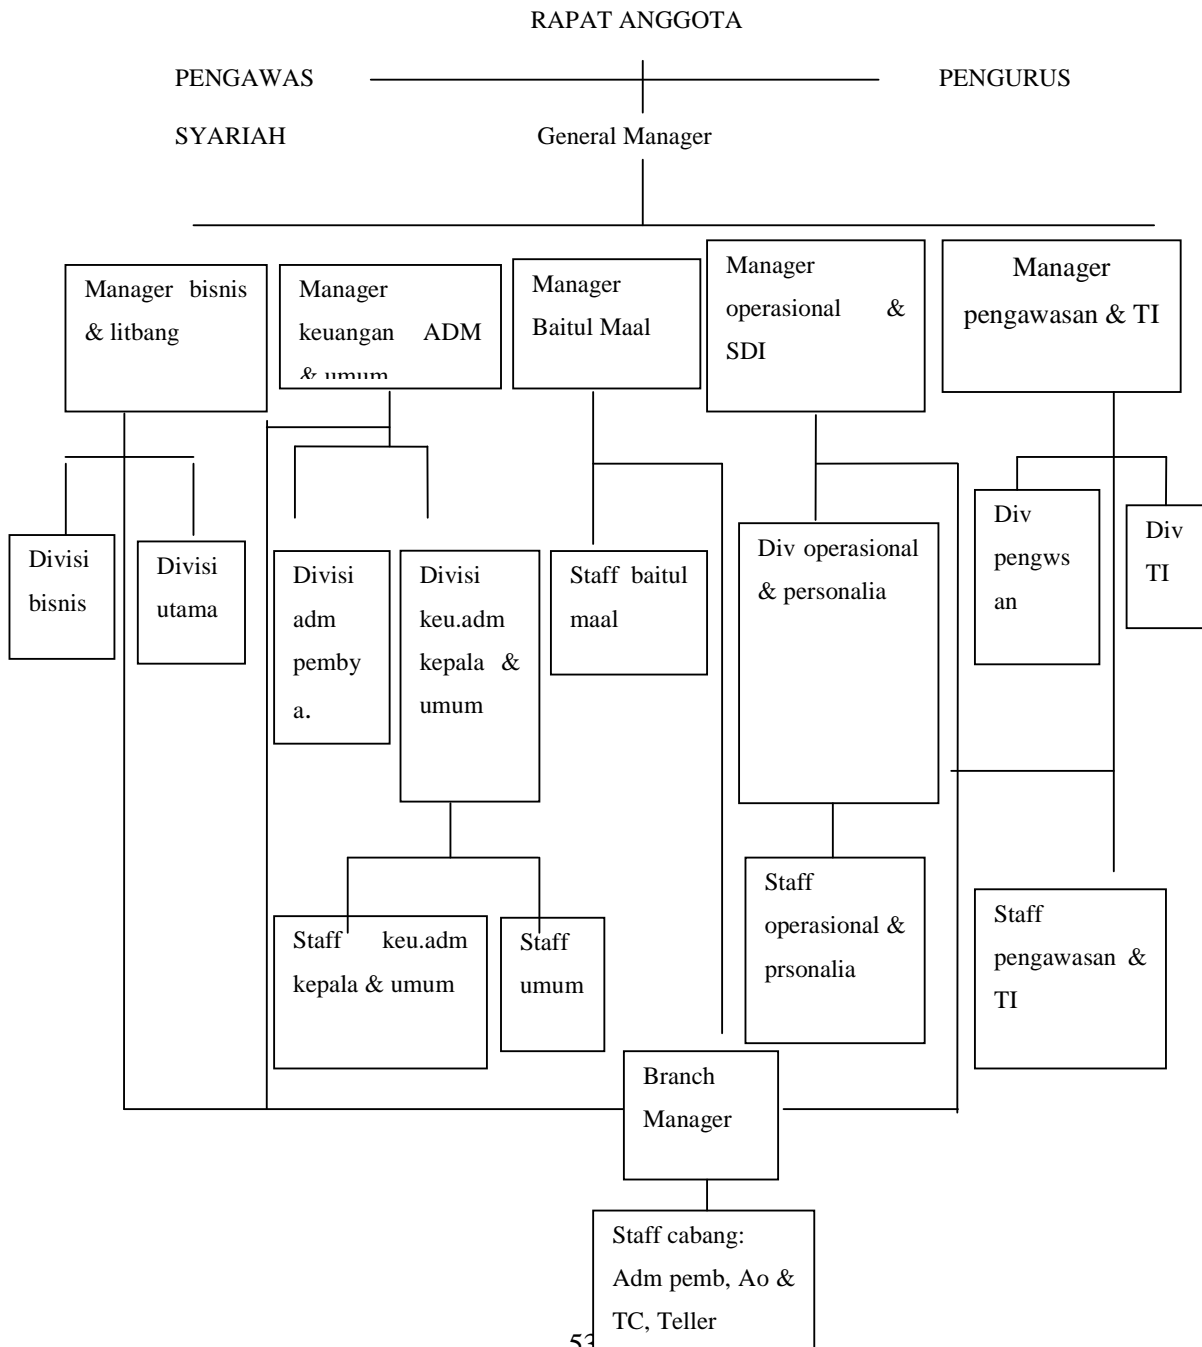 RAPAT ANGGOTA
PENGAWAS
PENGURUS
SYARIAH
General Manager
Manager bisnis
& litbang
Manager
keuangan ADM
& umum
Manager
Baitul Maal
Manager
operasional &
SDI
Manager
pengawasan & TI
Divisi
bisnis
Divisi
utama
Divisi
adm
pemby
a.
Divisi
keu.adm
kepala &
umum
Staff baitul
maal
Div operasional
& personalia
Div
pengws
an
Div
TI
Staff keu.adm
kepala & umum
Staff
umum
Staff
operasional &
prsonalia
Staff
pengawasan &
TI
Branch
Manager
Staff cabang:
Adm pemb, Ao &
TC, Teller
53